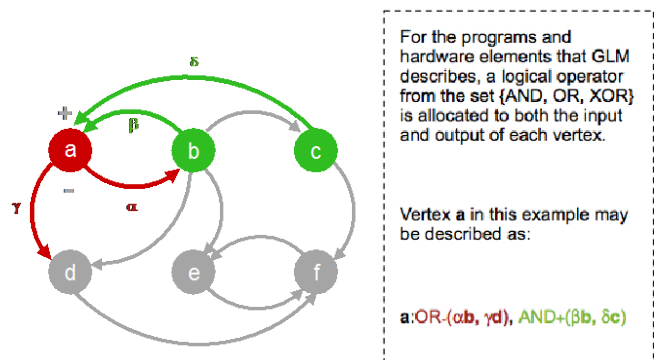 δ
+
β
a
b
c
−
γ
α
d
e
f
For the programs and
hardware elements that GLM
describes, a logical operator
from the set {AND, OR, XOR}
is allocated to both the input
and output of each vertex.
Vertex a in this example may
be described as:
a:OR-(αb, γd), AND+(βb, δc)